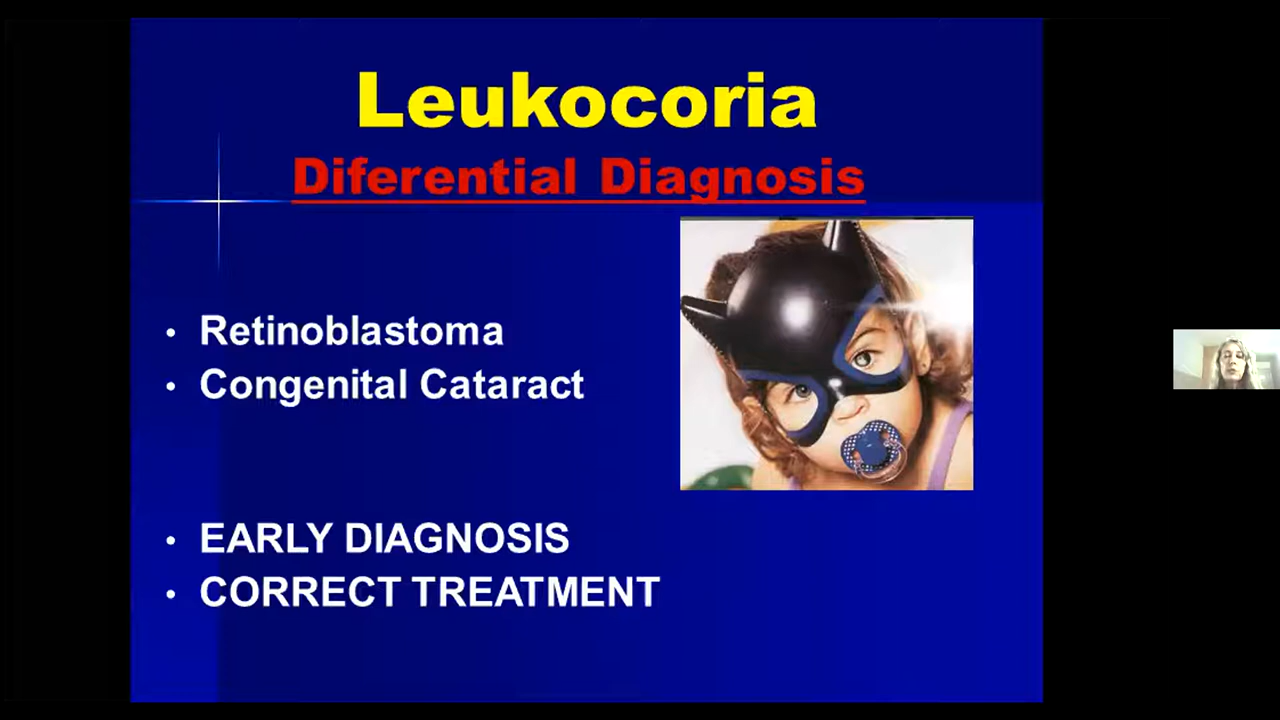 Leukocoria
Diferential Diagnosis
• Retinoblastoma
• Congenital Cataract
• EARLY DIAGNOSIS
• CORRECT TREATMENT